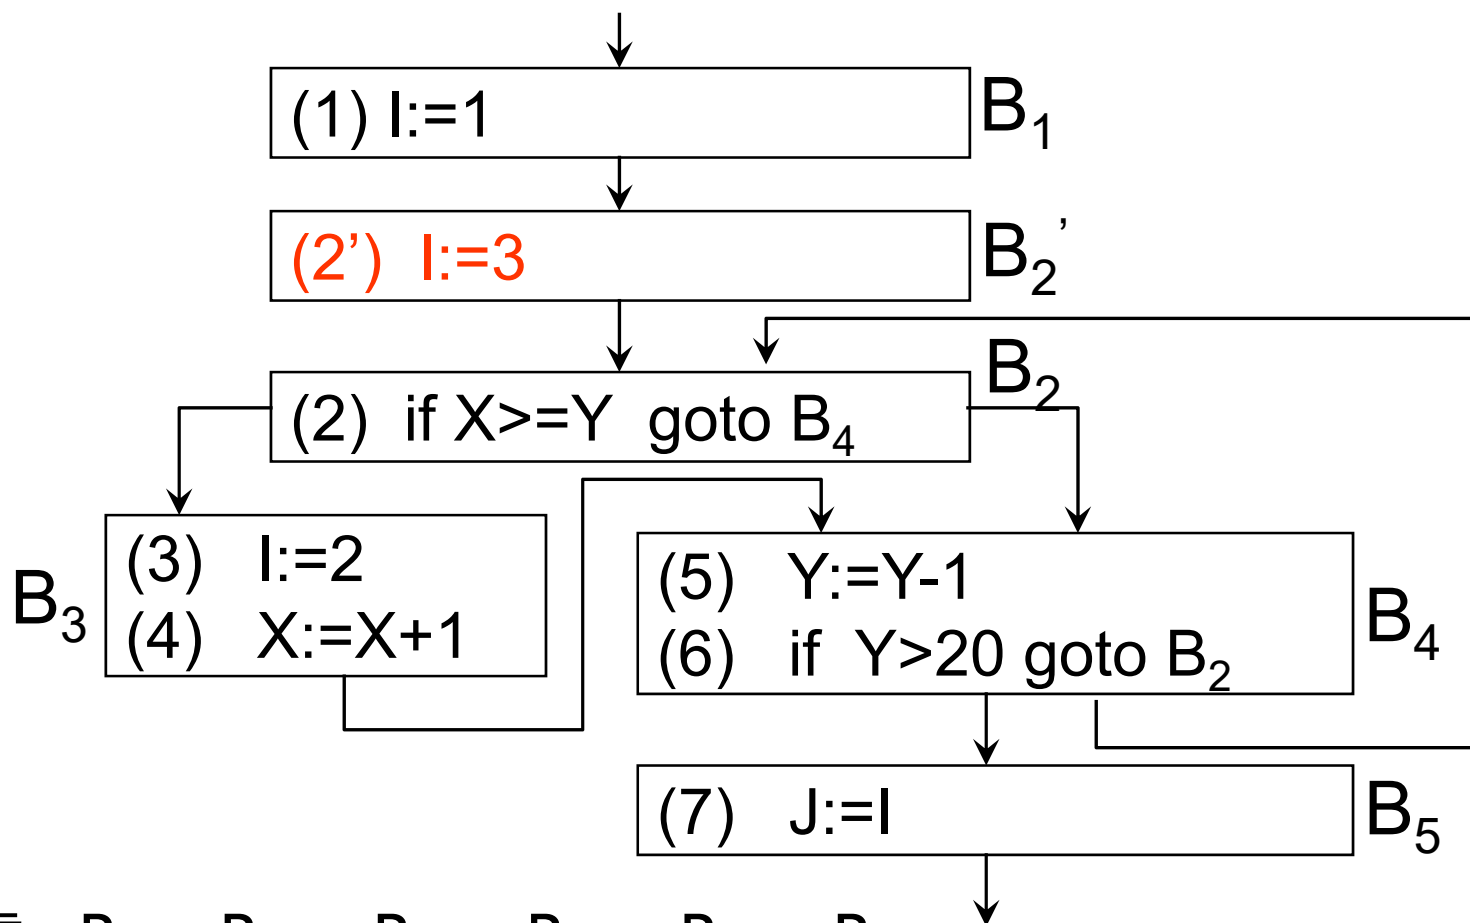 (1) I:=1
B₁
(2’) I:=3
B₂’
B₂
(2) if X>=Y goto B₄
(3) I:=2
(4) X:=X+1
B₃
(5) Y:=Y-1
(6) if Y>20 goto B₂
B₄
(7) J:=I
B₅